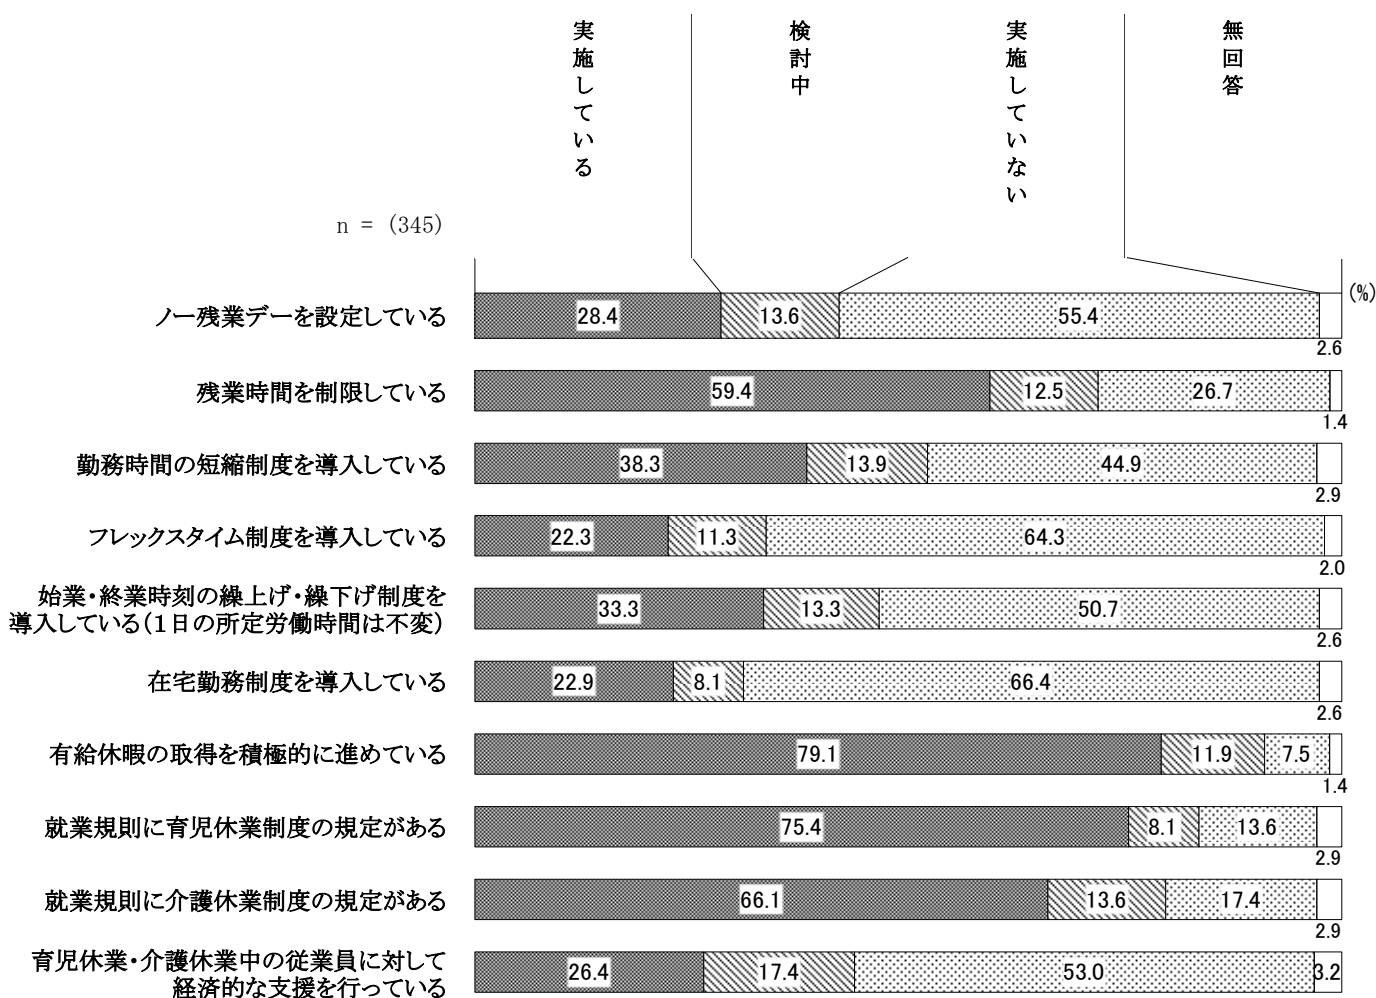 実施している
検討中
実施していない
無回答
n = (345)
(%)
ノー残業デーを設定している
28.4
13.6
55.4
2.6
残業時間を制限している
59.4
12.5
26.7
1.4
勤務時間の短縮制度を導入している
38.3
13.9
44.9
2.9
フレックスタイム制度を導入している
22.3
11.3
64.3
2.0
始業・終業時刻の繰上げ・繰下げ制度を
導入している(1日の所定労働時間は不変)
33.3
13.3
50.7
2.6
在宅勤務制度を導入している
22.9
8.1
66.4
2.6
有給休暇の取得を積極的に進めている
79.1
11.9
7.5
1.4
就業規則に育児休業制度の規定がある
75.4
8.1
13.6
2.9
就業規則に介護休業制度の規定がある
66.1
13.6
17.4
2.9
育児休業・介護休業中の従業員に対して
経済的な支援を行っている
26.4
17.4
53.0
3.2